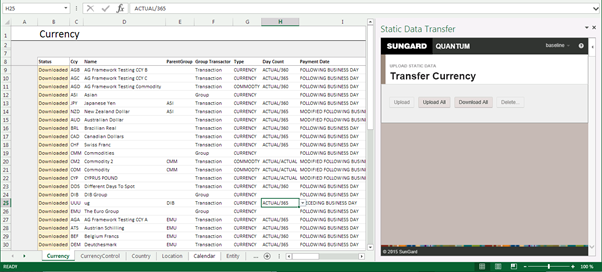 H25 ACTUAL/365
A B C D E F G H I
1 Currency
2
7
8 Status Ccy Name ParentGroup Group Transactor Type Day Count Payment Date
9 Downloaded AGB AG Framework Testing CCY B Transaction CURRENCY ACTUAL/360 FOLLOWING BUSINESS DAY
10 Downloaded AGC AG Framework Testing CCY C Transaction CURRENCY ACTUAL/360 FOLLOWING BUSINESS DAY
11 Downloaded AGD AG Framework Testing Commodity Transaction COMMODITY ACTUAL/360 FOLLOWING BUSINESS DAY
12 Downloaded ASI Asian Group CURRENCY FOLLOWING BUSINESS DAY
13 Downloaded JPY Japanese Yen ASI Transaction CURRENCY ACTUAL/360 FOLLOWING BUSINESS DAY
14 Downloaded NZD New Zealand Dollar ASI Transaction CURRENCY ACTUAL/365 MODIFIED FOLLOWING BUSIN
15 Downloaded AUD Australian Dollar Transaction CURRENCY ACTUAL/365 MODIFIED FOLLOWING BUSIN
16 Downloaded BRL Brazilian Real Transaction CURRENCY ACTUAL/360 FOLLOWING BUSINESS DAY
17 Downloaded CAD Canadian Dollars Transaction CURRENCY ACTUAL/365 FOLLOWING BUSINESS DAY
18 Downloaded CHF Swiss Franc Transaction CURRENCY ACTUAL/360 FOLLOWING BUSINESS DAY
19 Downloaded CMM Commodities Group CURRENCY FOLLOWING BUSINESS DAY
20 Downloaded CM2 Commodity 2 CMM Transaction COMMODITY ACTUAL/ACTUAL MODIFIED FOLLOWING BUSIN
21 Downloaded COM Commodity CMM Transaction COMMODITY ACTUAL/ACTUAL MODIFIED FOLLOWING BUSIN
22 Downloaded CYP CYPRUS POUND Transaction CURRENCY ACTUAL/ACTUAL FOLLOWING BUSINESS DAY
23 Downloaded DDS Different Days To Spot Transaction CURRENCY ACTUAL/360 FOLLOWING BUSINESS DAY
24 Downloaded DIB DIB Group Group CURRENCY FOLLOWING BUSINESS DAY
25 Downloaded UUU ug DIB Transaction CURRENCY ACTUAL/365 ECEDING BUSINESS DAY
26 Downloaded EMU The Euro Group Group CURRENCY FOLLOWING BUSINESS DAY
27 Downloaded AGA AG Framework Testing CCY A EMU Transaction CURRENCY ACTUAL/360 FOLLOWING BUSINESS DAY
28 Downloaded ATS Austrian Schilling EMU Transaction CURRENCY ACTUAL/360 FOLLOWING BUSINESS DAY
29 Downloaded BEF Belgium Francs EMU Transaction CURRENCY ACTUAL/365 FOLLOWING BUSINESS DAY
30 Downloaded DEM Deutchesmark EMU Transaction CURRENCY ACTUAL/360 FOLLOWING BUSINESS DAY
Currency CurrencyControl Country Location Calendar Entity ...
READY 100 %
Static Data Transfer
SUNGARD QUANTUM baseline
UPLOAD STATIC DATA
Transfer Currency
Upload Upload All Download All Delete...
© 2015 SunGard